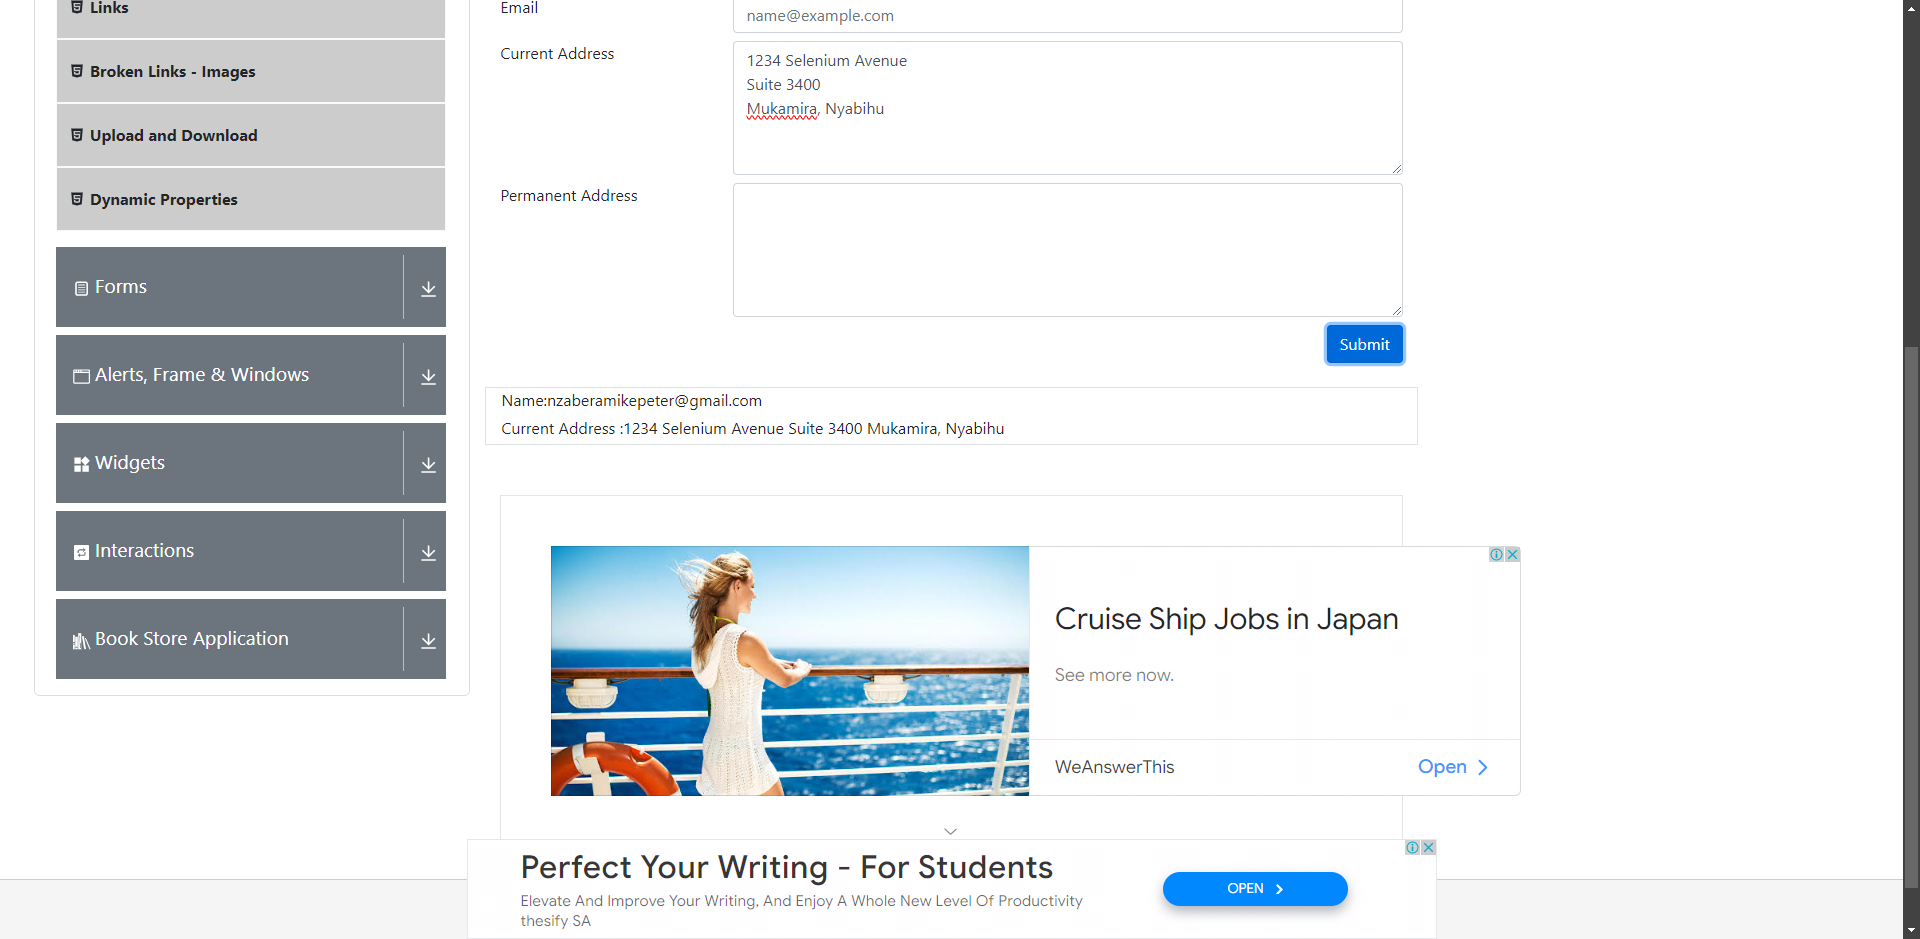 Links
Broken Links - Images
Upload and Download
Dynamic Properties
Forms
Alerts, Frame & Windows
Widgets
Interactions
Book Store Application
Email
name@example.com
Current Address
1234 Selenium Avenue
Suite 3400
Mukamira, Nyabihu
Permanent Address
Submit
Name:nzaberamikepeter@gmail.com
Current Address :1234 Selenium Avenue Suite 3400 Mukamira, Nyabihu
Cruise Ship Jobs in Japan
See more now.
WeAnswerThis
Open
Perfect Your Writing - For Students
Elevate And Improve Your Writing, And Enjoy A Whole New Level Of Productivity
thesify SA
OPEN